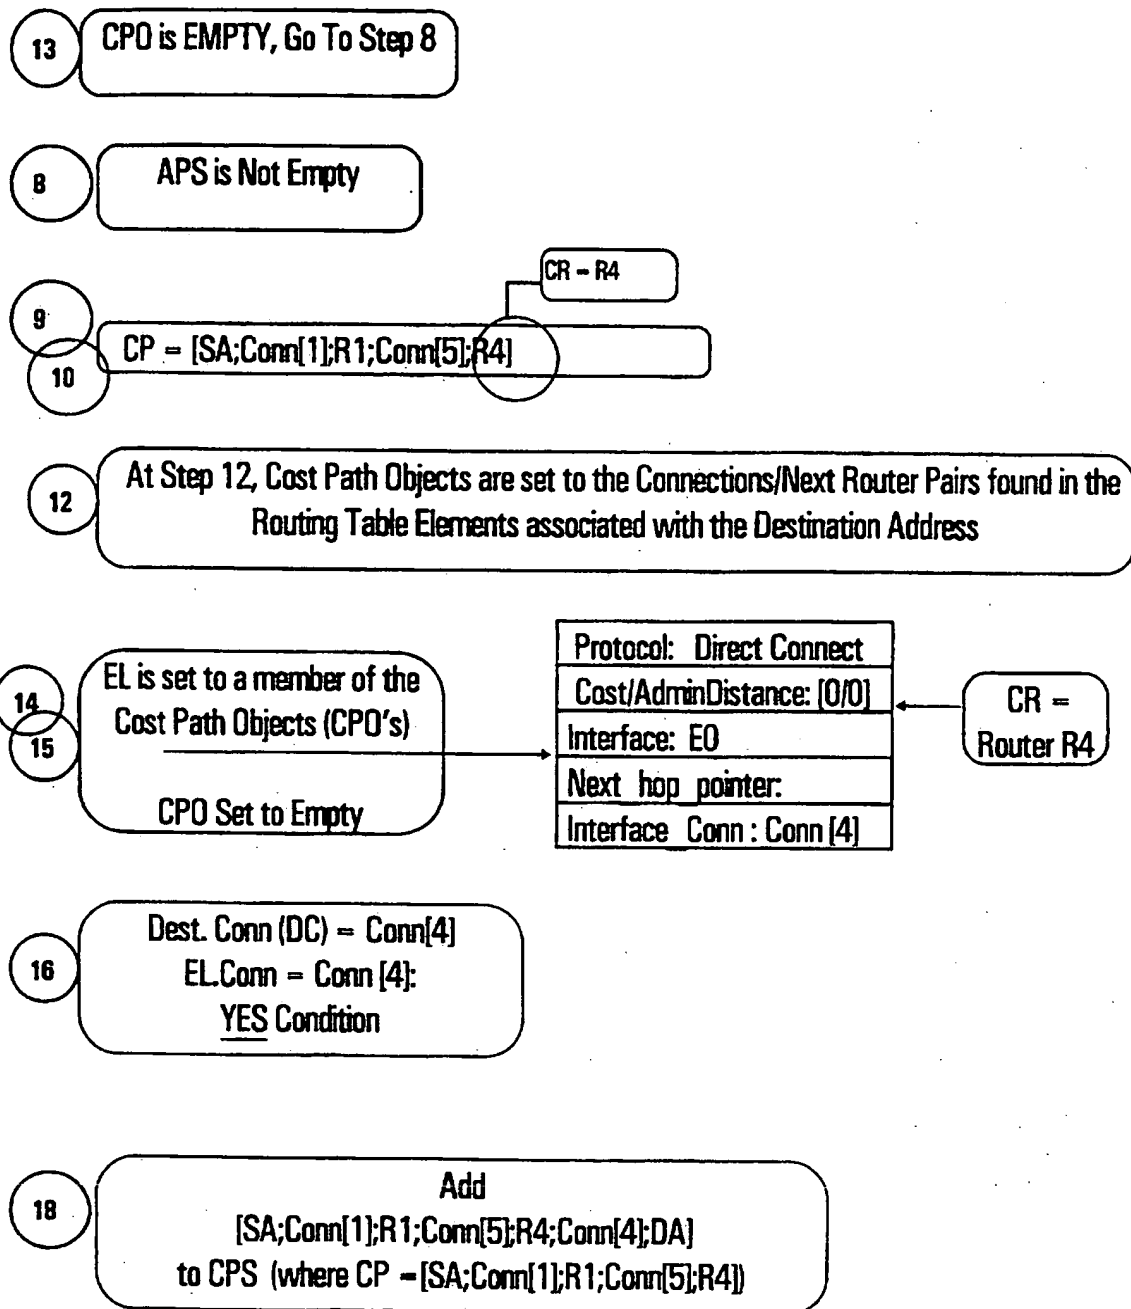 13
CPO is EMPTY, Go To Step 8
8
APS is Not Empty
CR = R4
9
CP = [SA;Conn[1];R1;Conn[5];R4]
10
12
At Step 12, Cost Path Objects are set to the Connections/Next Router Pairs found in the
Routing Table Elements associated with the Destination Address
14
15
EL is set to a member of the
Cost Path Objects (CPO's)
CPO Set to Empty
Protocol: Direct Connect
Cost/AdminDistance: [0/0]
Interface: E0
Next hop pointer:
Interface Conn : Conn [4]
CR =
Router R4
16
Dest. Conn (DC) = Conn[4]
EL.Conn = Conn [4]:
YES Condition
18
Add
[SA;Conn[1];R1;Conn[5];R4;Conn[4];DA]
to CPS (where CP =[SA;Conn[1];R1;Conn[5];R4])